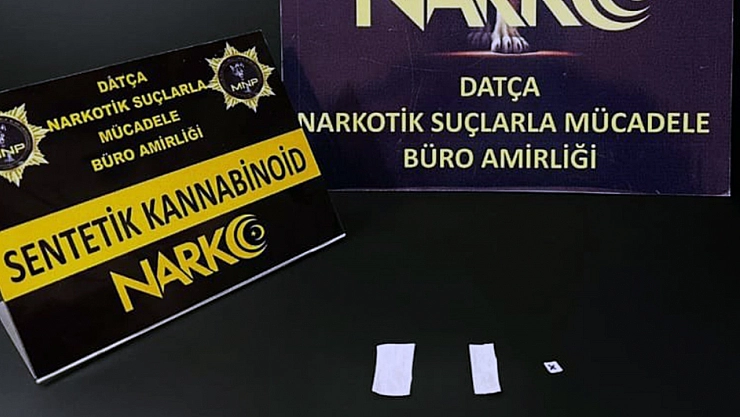 DATÇA
NARKOTİK SUÇLARLA
MÜCADELE
BÜRO AMİRLİĞİ
MNP
MNP
SENTETİK KANNABİNOİD
NARKO
NARKO
DATÇA
NARKOTİK SUÇLARLA MÜCADELE
BÜRO AMİRLİĞİ
x